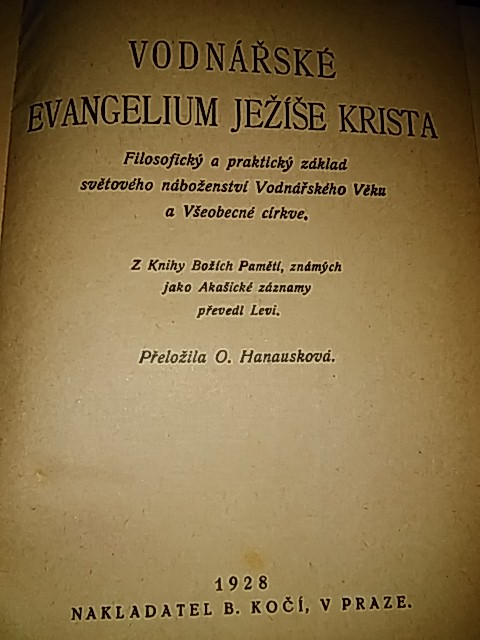 VODNÁŘSKÉ
EVANGELIUM JEŽÍŠE KRISTA
Filosofický a praktický základ
světového náboženství Vodnářského Věku
a Všeobecné církve.
Z Knihy Božích Pamětí, známých
jako Akašické záznamy
převedl Levi.
Přeložila O. Hanausková.
1928
NAKLADATEL B. KOČÍ, V PRAZE.